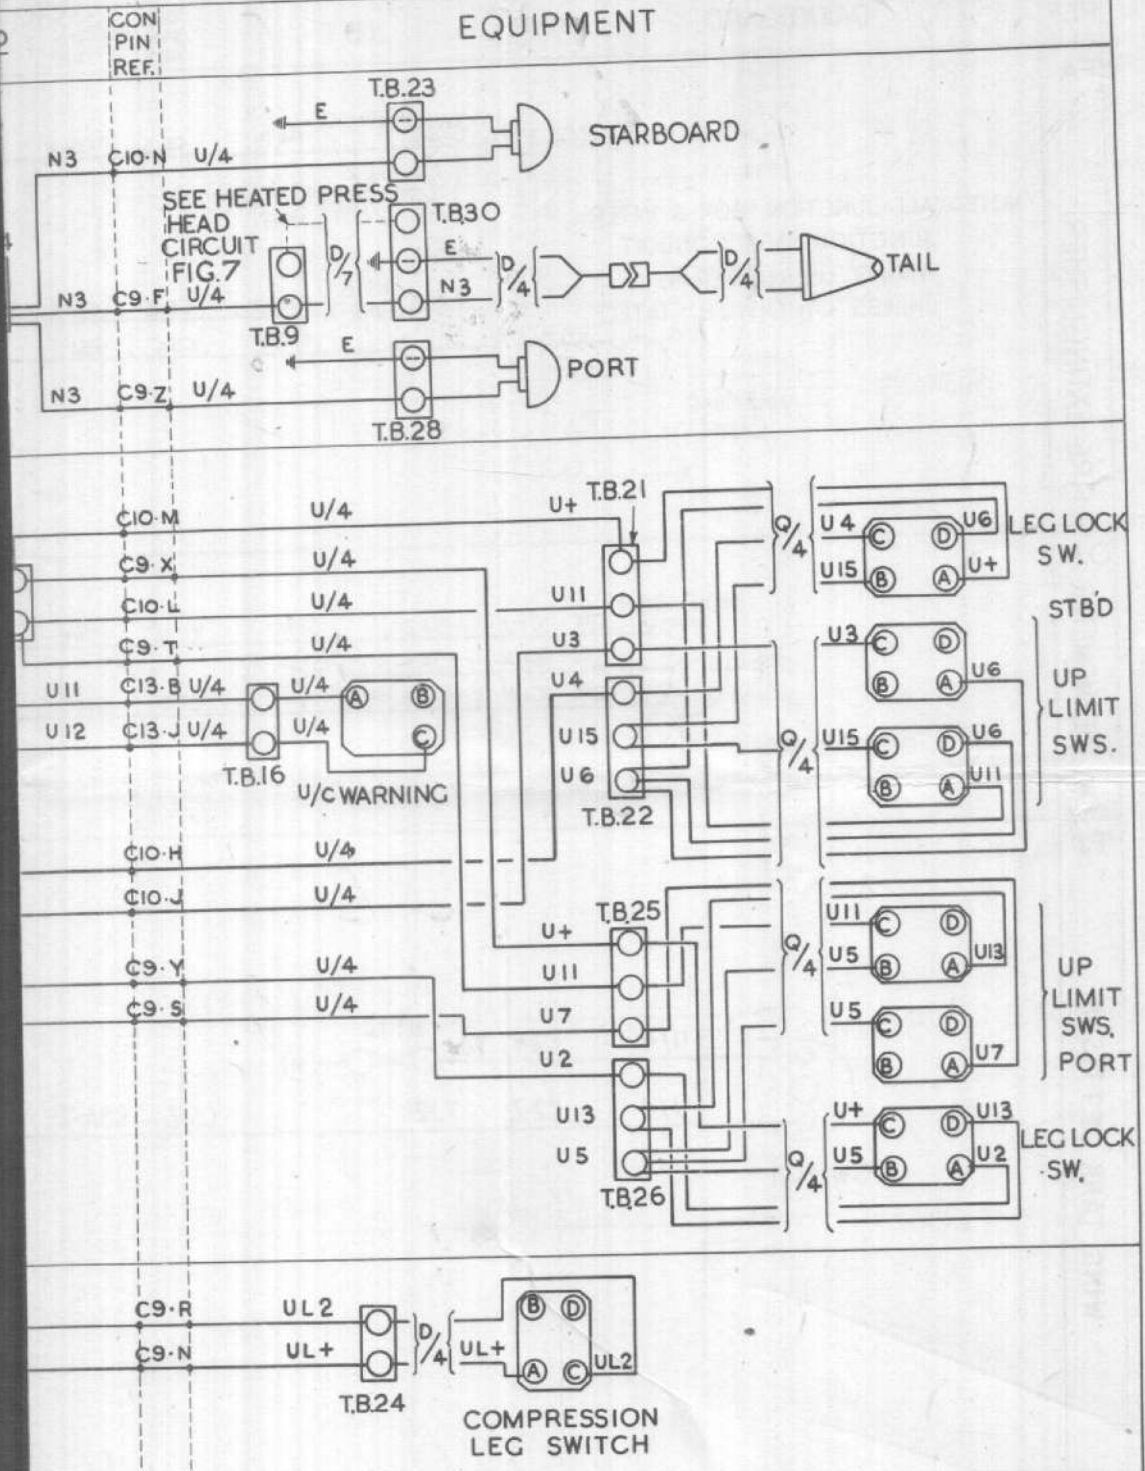 EQUIPMENT
CON
PIN
REF.
T.B.23
E
STARBOARD
N3 C10·N U/4
SEE HEATED PRESS
HEAD
CIRCUIT
FIG.7
T.B.30
D/7
E
N3
D/4
D/4
TAIL
N3 C9·F U/4
T.B.9
E
PORT
N3 C9·Z U/4
T.B.28
C10·M U/4 U+
T.B.21
C9·X U/4
C10·L U/4 U11
C9·T U/4 U3
U11 C13·B U/4 U/4
A B
U12 C13·J U/4 U/4
C
T.B.16
U/C WARNING
U4
U15
U6
T.B.22
Q/4
U4 C D U6
U15 B A U+
LEG LOCK
SW.
STB'D
U3 C D
B A U6
Q/4
U15 C D U6
B A U11
UP
LIMIT
SWS.
C10·H U/4
C10·J U/4
T.B.25
U+
U11
U7
C9·Y U/4
C9·S U/4
U2
U13
U5
T.B.26
Q/4
U11 C D
U5 B A U13
U5 C D
B A U7
UP
LIMIT
SWS.
PORT
Q/4
U+ C D U13
U5 B A U2
LEG LOCK
SW.
C9·R UL2
C9·N UL+
T.B.24
D/4
UL+
B D
A C UL2
COMPRESSION
LEG SWITCH